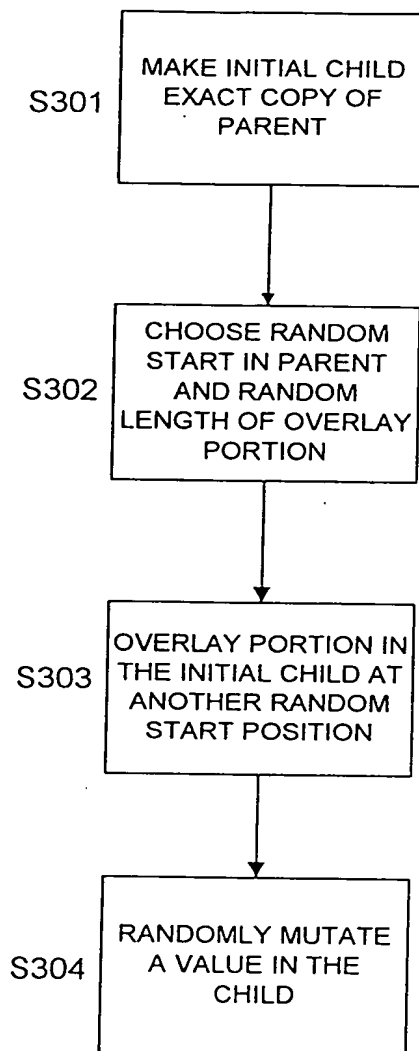 S301
MAKE INITIAL CHILD
EXACT COPY OF
PARENT
S302
CHOOSE RANDOM
START IN PARENT
AND RANDOM
LENGTH OF OVERLAY
PORTION
S303
OVERLAY PORTION IN
THE INITIAL CHILD AT
ANOTHER RANDOM
START POSITION
S304
RANDOMLY MUTATE
A VALUE IN THE
CHILD